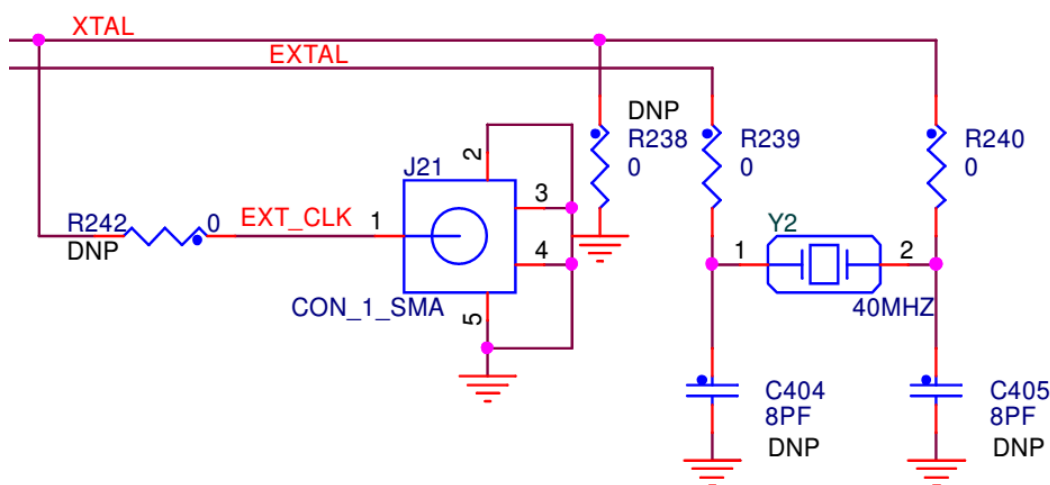 XTAL
EXTAL
DNP
R238
0
R239
0
R240
0
J21
2
3
4
5
1
R242
0
DNP
EXT_CLK
CON_1_SMA
Y2
1
2
40MHZ
C404
8PF
DNP
C405
8PF
DNP